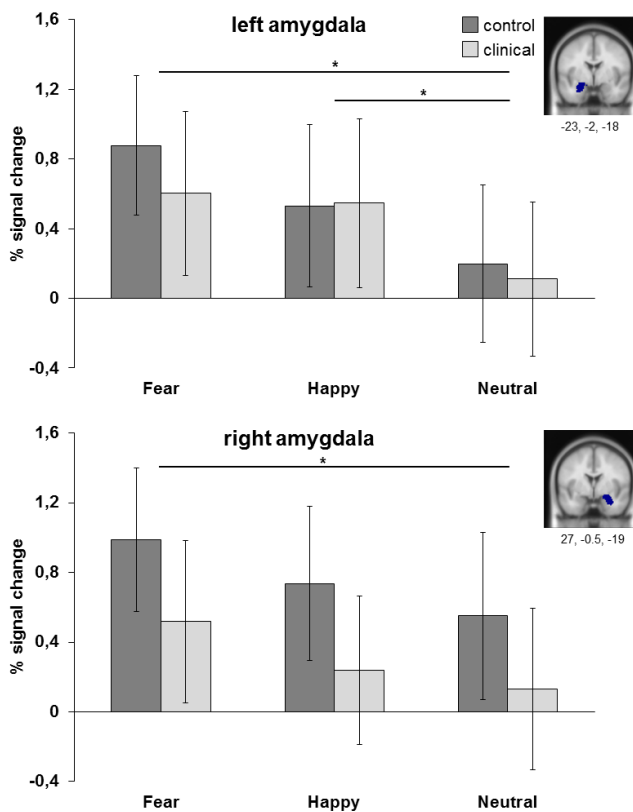 left amygdala
control
clinical
*
*
-23, -2, -18
% signal change
1,6
1,2
0,8
0,4
0
-0,4
Fear Happy Neutral
right amygdala
*
27, -0.5, -19
% signal change
1,6
1,2
0,8
0,4
0
-0,4
Fear Happy Neutral